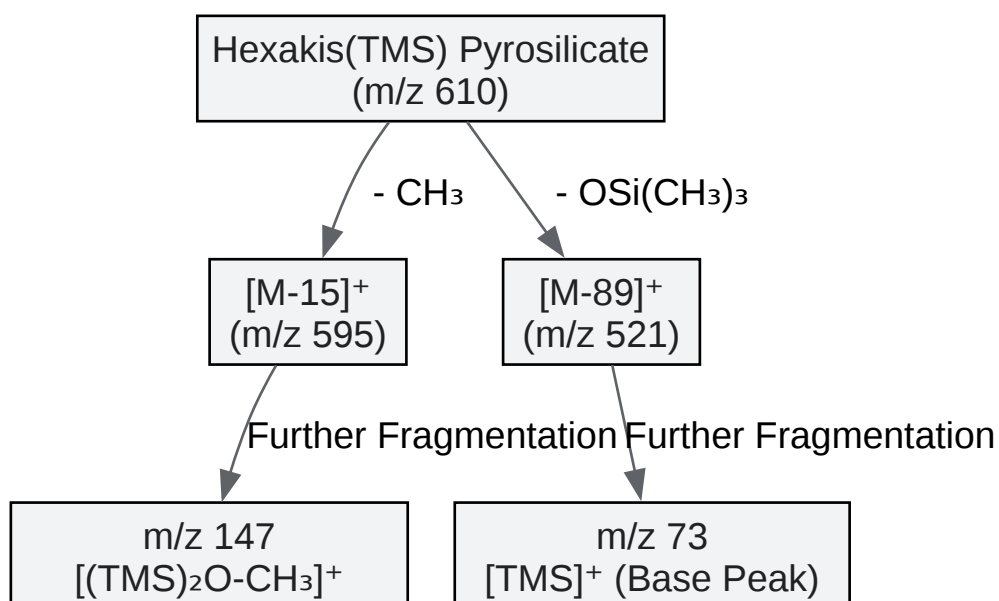 Hexakis(TMS) Pyrosilicate
(m/z 610)
- CH₃
- OSi(CH₃)₃
[M-15]⁺
(m/z 595)
[M-89]⁺
(m/z 521)
Further Fragmentation
Further Fragmentation
m/z 147
[(TMS)₂O-CH₃]⁺
m/z 73
[TMS]⁺ (Base Peak)